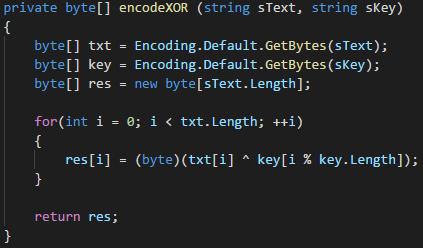 private byte[] encodeXOR (string sText, string sKey)
{
    byte[] txt = Encoding.Default.GetBytes(sText);
    byte[] key = Encoding.Default.GetBytes(sKey);
    byte[] res = new byte[sText.Length];

    for(int i = 0; i < txt.Length; ++i)
    {
        res[i] = (byte)(txt[i] ^ key[i % key.Length]);
    }

    return res;
}